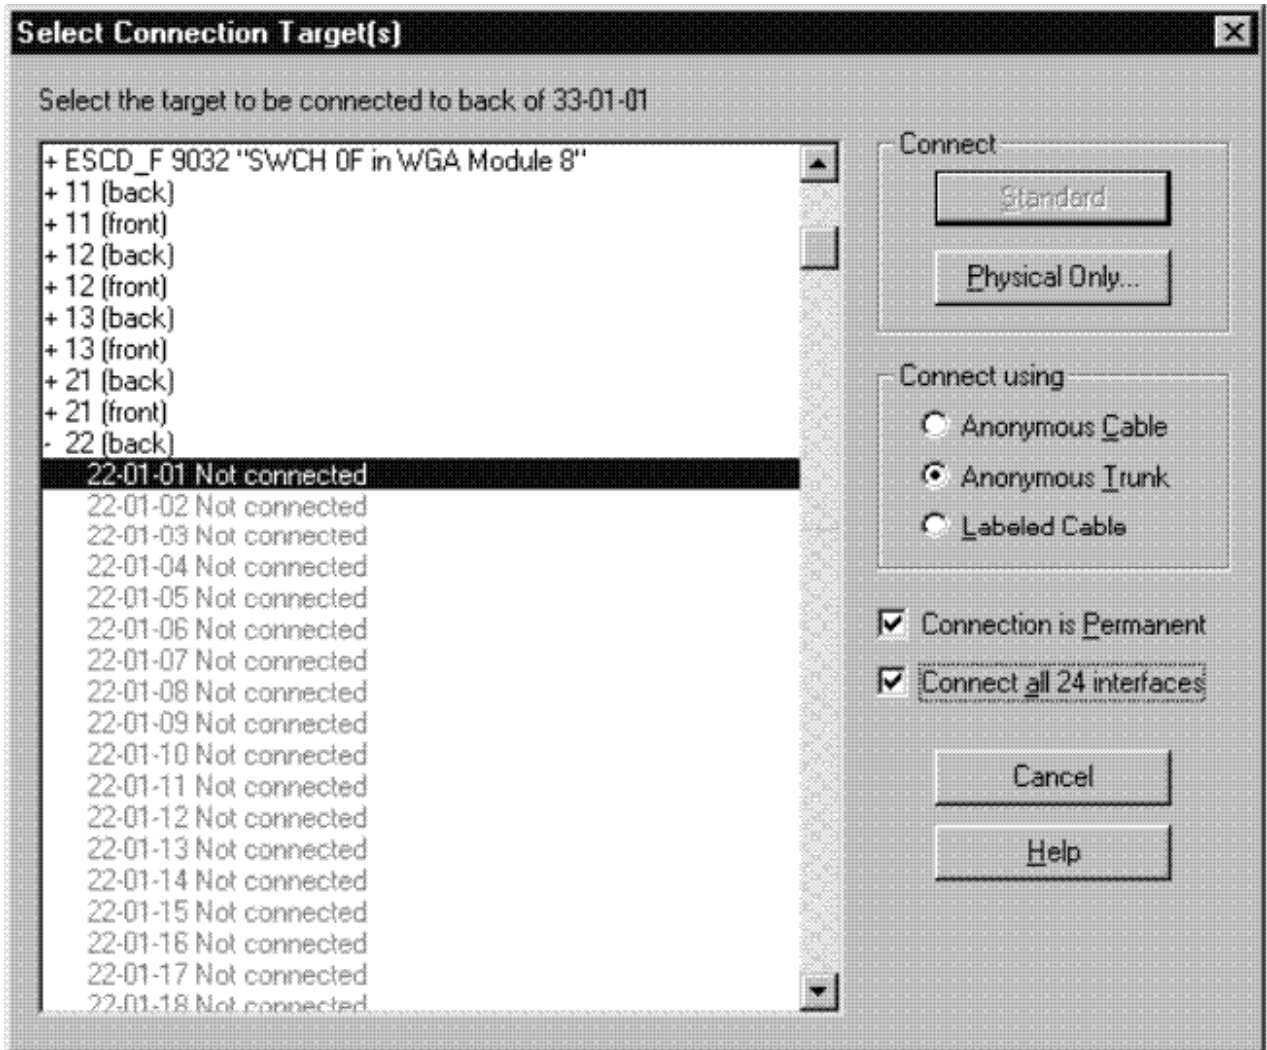 Select Connection Target(s)
Select the target to be connected to back of 33-01-01
+ ESCD_F 9032 "SWCH 0F in WGA Module 8"
+ 11 (back)
+ 11 (front)
+ 12 (back)
+ 12 (front)
+ 13 (back)
+ 13 (front)
+ 21 (back)
+ 21 (front)
- 22 (back)
22-01-01 Not connected
22-01-02 Not connected
22-01-03 Not connected
22-01-04 Not connected
22-01-05 Not connected
22-01-06 Not connected
22-01-07 Not connected
22-01-08 Not connected
22-01-09 Not connected
22-01-10 Not connected
22-01-11 Not connected
22-01-12 Not connected
22-01-13 Not connected
22-01-14 Not connected
22-01-15 Not connected
22-01-16 Not connected
22-01-17 Not connected
22-01-18 Not connected
Connect
Standard
Physical Only...
Connect using
Anonymous Cable
Anonymous Trunk
Labeled Cable
Connection is Permanent
Connect all 24 interfaces
Cancel
Help